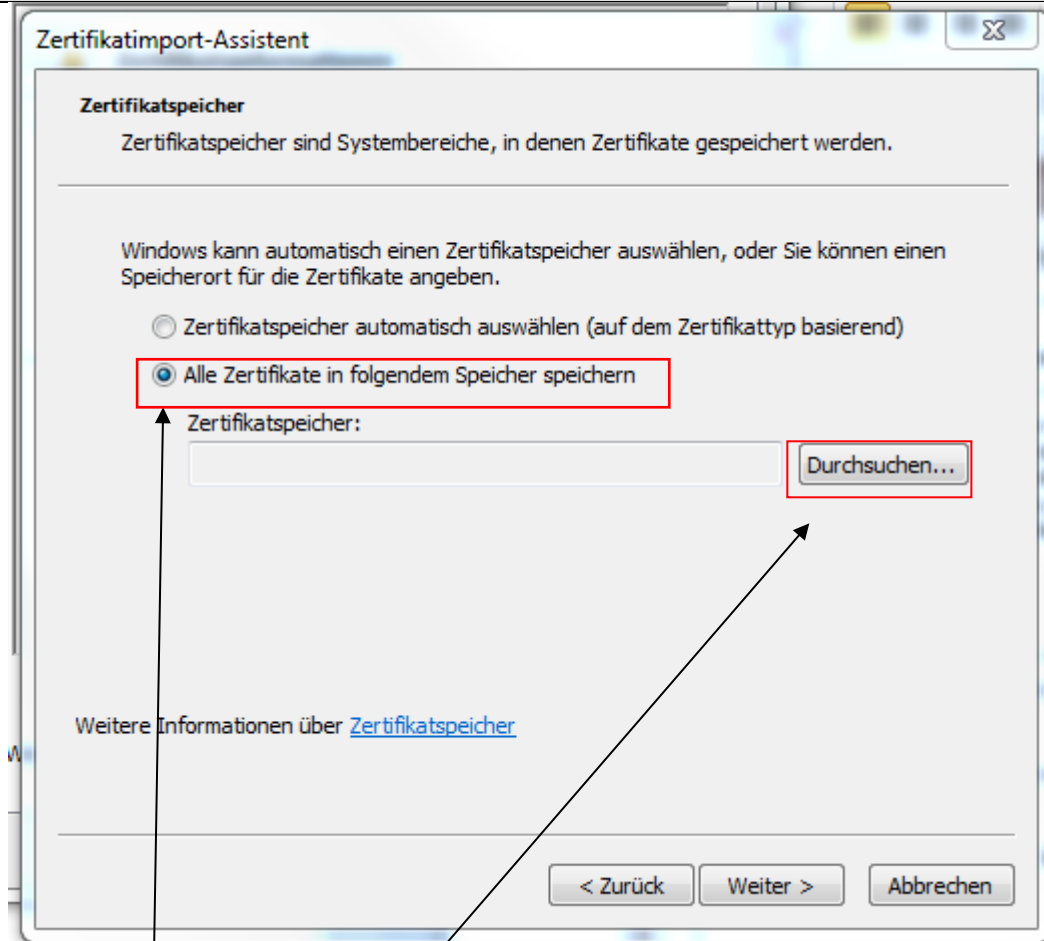 Zertifikatimport-Assistent
Zertifikatspeicher
Zertifikatspeicher sind Systembereiche, in denen Zertifikate gespeichert werden.
Windows kann automatisch einen Zertifikatspeicher auswählen, oder Sie können einen
Speicherort für die Zertifikate angeben.
Zertifikatspeicher automatisch auswählen (auf dem Zertifikattyp basierend)
Alle Zertifikate in folgendem Speicher speichern
Zertifikatspeicher:
Durchsuchen...
Weitere Informationen über Zertifikatspeicher
< Zurück Weiter > Abbrechen